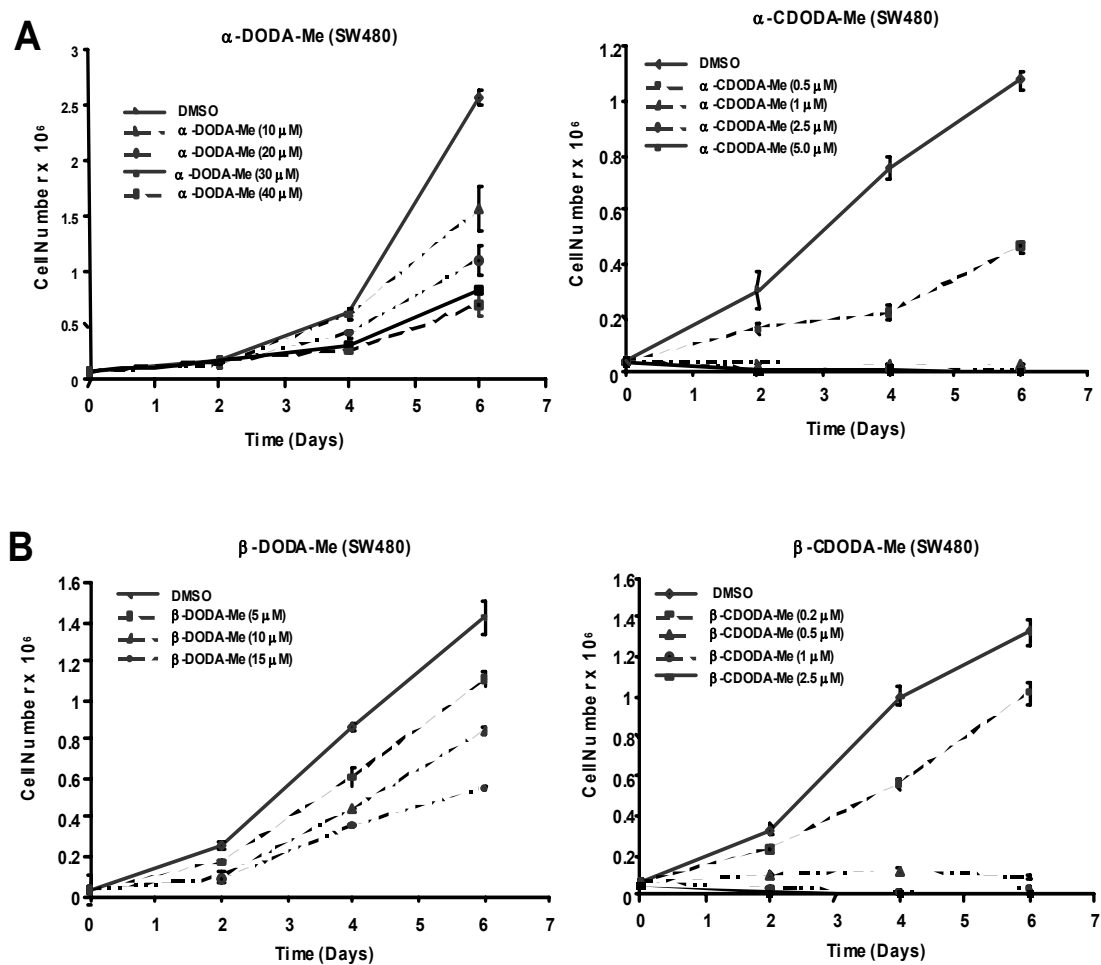 A
α-DODA-Me (SW480)
3
2.5
2
1.5
1
0.5
0
Cell Number x 10⁶
DMSO
α-DODA-Me (10 μM)
α-DODA-Me (20 μM)
α-DODA-Me (30 μM)
α-DODA-Me (40 μM)
0 1 2 3 4 5 6 7
Time (Days)
α-CDODA-Me (SW480)
1.2
1.0
0.8
0.6
0.4
0.2
0
Cell Number x 10⁶
DMSO
α-CDODA-Me (0.5 μM)
α-CDODA-Me (1 μM)
α-CDODA-Me (2.5 μM)
α-CDODA-Me (5.0 μM)
0 1 2 3 4 5 6 7
Time (Days)
B
β-DODA-Me (SW480)
1.6
1.4
1.2
1
0.8
0.6
0.4
0.2
0
Cell Number x 10⁶
DMSO
β-DODA-Me (5 μM)
β-DODA-Me (10 μM)
β-DODA-Me (15 μM)
0 1 2 3 4 5 6 7
Time (Days)
β-CDODA-Me (SW480)
1.6
1.4
1.2
1
0.8
0.6
0.4
0.2
0
Cell Number x 10⁶
DMSO
β-CDODA-Me (0.2 μM)
β-CDODA-Me (0.5 μM)
β-CDODA-Me (1 μM)
β-CDODA-Me (2.5 μM)
0 1 2 3 4 5 6 7
Time (Days)